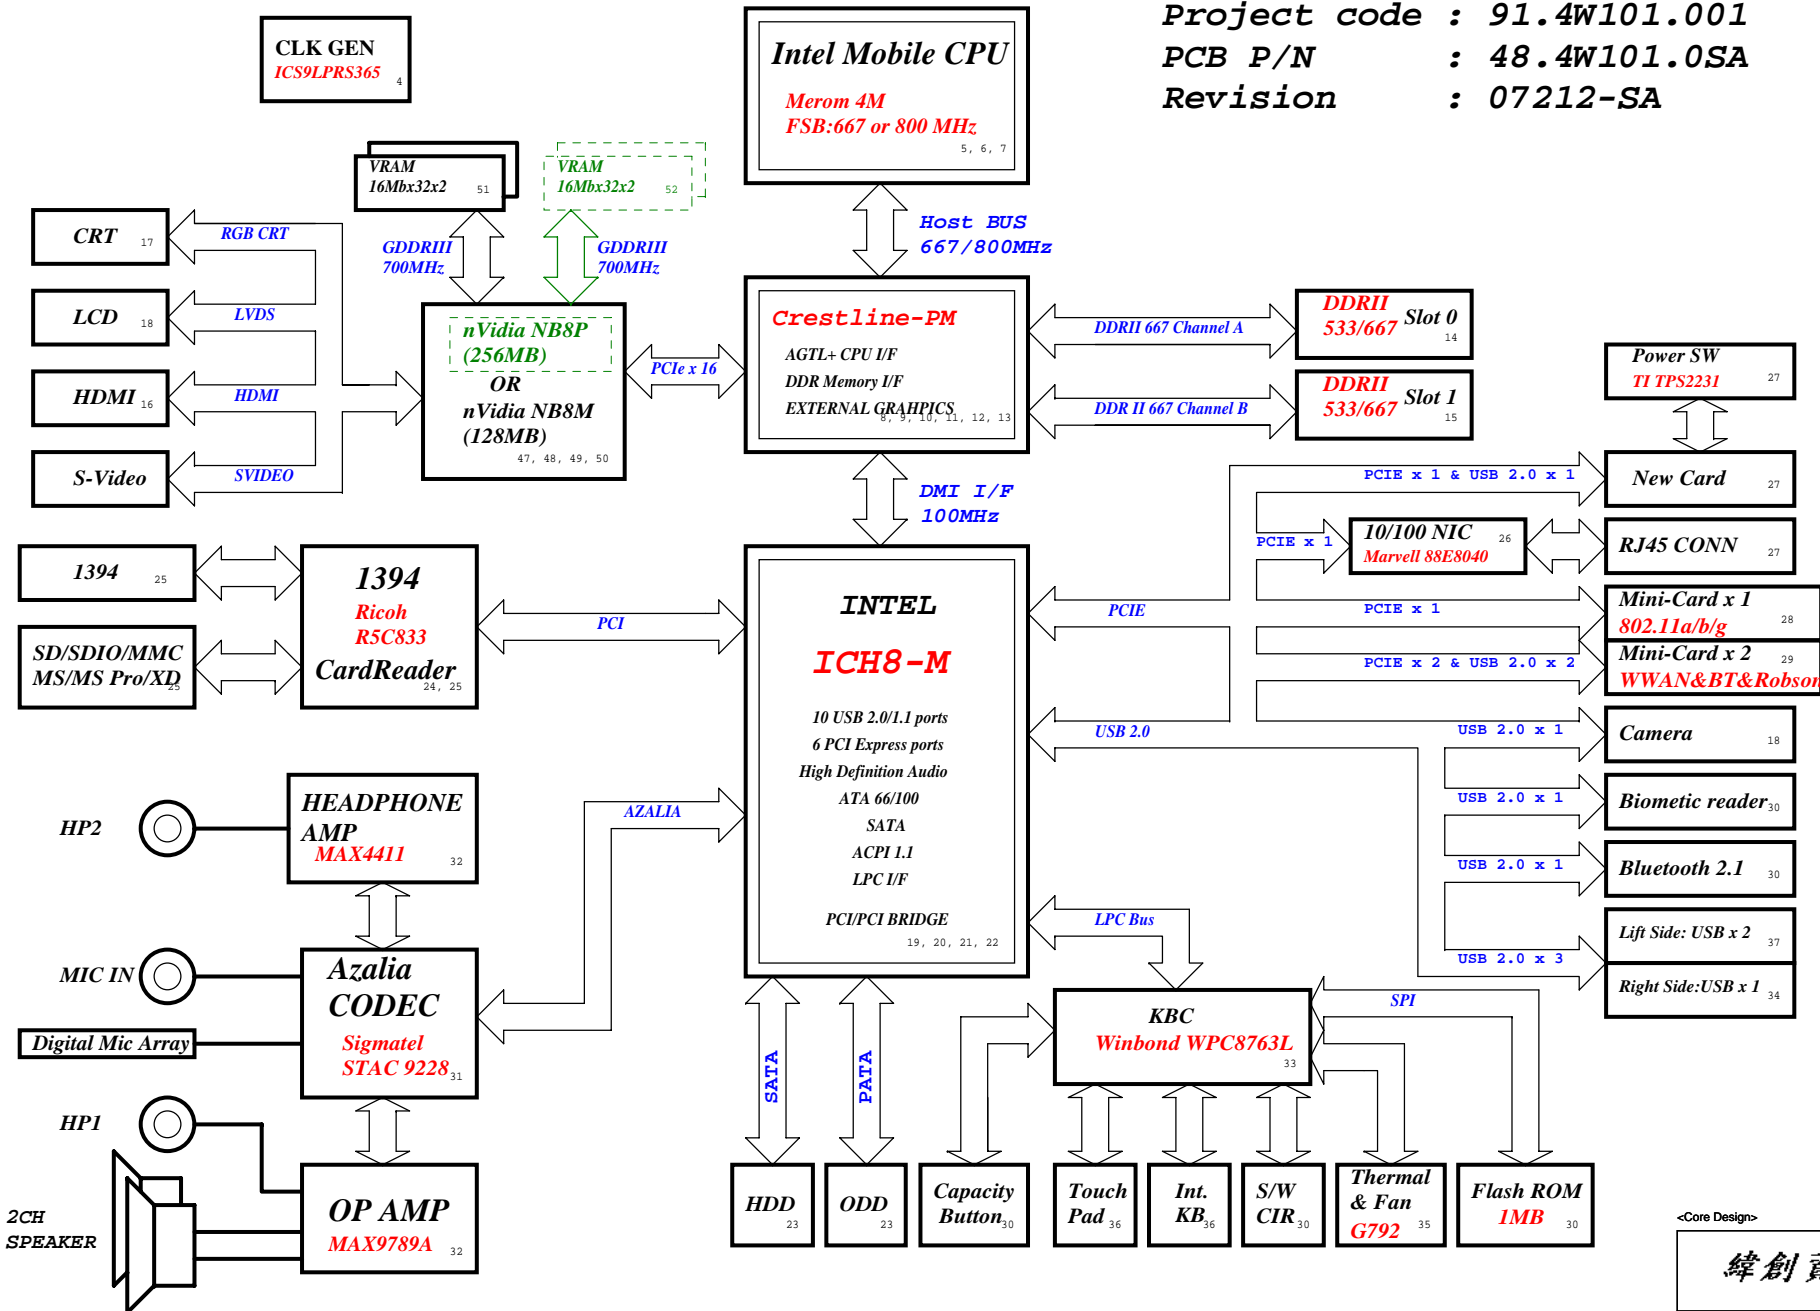 Project code : 91.4W101.001
PCB P/N : 48.4W101.0SA
Revision : 07212-SA
CLK GEN
ICS9LPRS365
4
Intel Mobile CPU
Merom 4M
FSB:667 or 800 MHz
5, 6, 7
VRAM
16Mbx32x2
51
VRAM
16Mbx32x2
52
Host BUS
667/800MHz
GDDRIII
700MHz
GDDRIII
700MHz
CRT
17
RGB CRT
LCD
18
LVDS
HDMI
16
HDMI
S-Video
SVIDEO
nVidia NB8P
(256MB)
OR
nVidia NB8M
(128MB)
47, 48, 49, 50
PCIe x 16
Crestline-PM
AGTL+ CPU I/F
DDR Memory I/F
EXTERNAL GRAHPICS
8, 9, 10, 11, 12, 13
DDRII 667 Channel A
DDRII
533/667
Slot 0
14
DDR II 667 Channel B
DDRII
533/667
Slot 1
15
Power SW
TI TPS2231
27
PCIE x 1 & USB 2.0 x 1
New Card
27
DMI I/F
100MHz
PCIE x 1
10/100 NIC
Marvell 88E8040
26
RJ45 CONN
27
PCIE x 1
Mini-Card x 1
802.11a/b/g
28
PCIE x 2 & USB 2.0 x 2
Mini-Card x 2
29
WWAN&BT&Robson
1394
25
1394
Ricoh
R5C833
CardReader
24, 25
SD/SDIO/MMC
MS/MS Pro/XD
25
PCI
INTEL
ICH8-M
10 USB 2.0/1.1 ports
6 PCI Express ports
High Definition Audio
ATA 66/100
SATA
ACPI 1.1
LPC I/F
PCI/PCI BRIDGE
19, 20, 21, 22
PCIE
USB 2.0
USB 2.0 x 1
Camera
18
USB 2.0 x 1
Biometic reader
30
USB 2.0 x 1
Bluetooth 2.1
30
Lift Side: USB x 2
37
USB 2.0 x 3
Right Side:USB x 1
34
HP2
HEADPHONE
AMP
MAX4411
32
AZALIA
MIC IN
Azalia
CODEC
Sigmatel
STAC 9228
31
Digital Mic Array
HP1
2CH
SPEAKER
OP AMP
MAX9789A
32
LPC Bus
KBC
Winbond WPC8763L
33
SPI
SATA
PATA
HDD
23
ODD
23
Capacity
Button
30
Touch
Pad
36
Int.
KB
36
S/W
CIR
30
Thermal
& Fan
G792
35
Flash ROM
1MB
30
<Core Design>
緯創